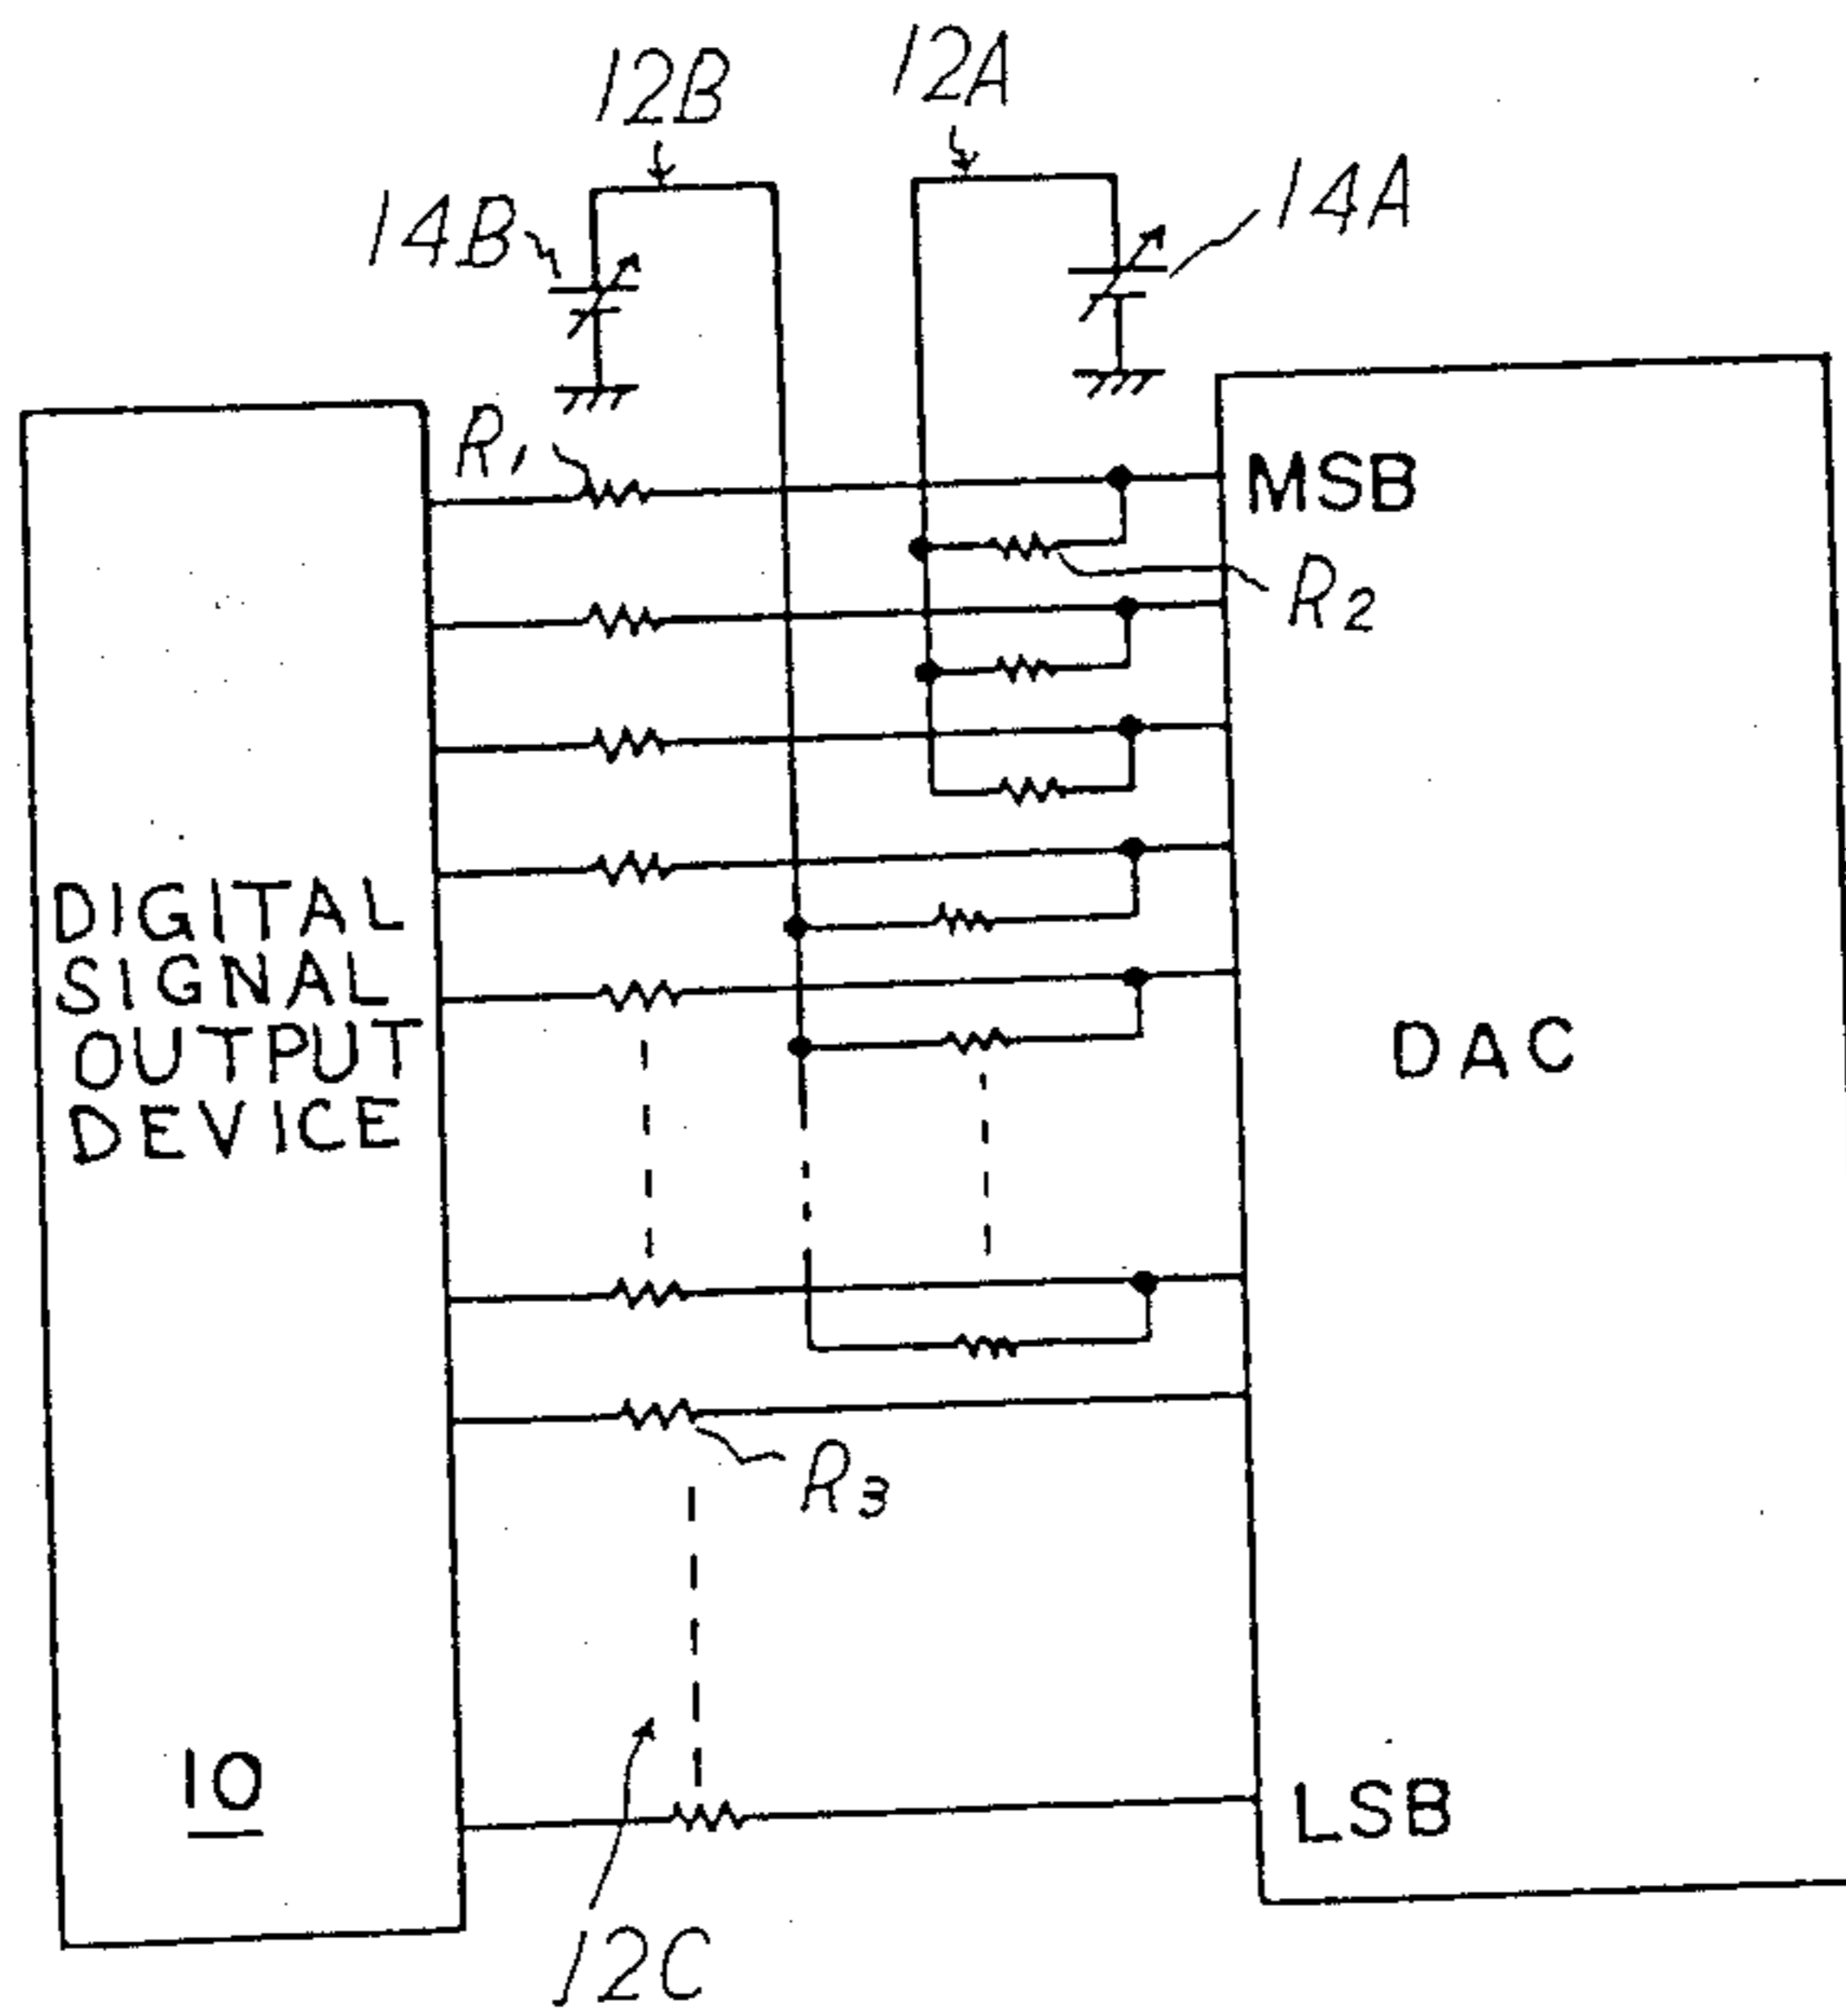 12B
12A
14B
14A
R1
MSB
R2
DIGITAL
SIGNAL
OUTPUT
DEVICE
DAC
R3
10
LSB
12C